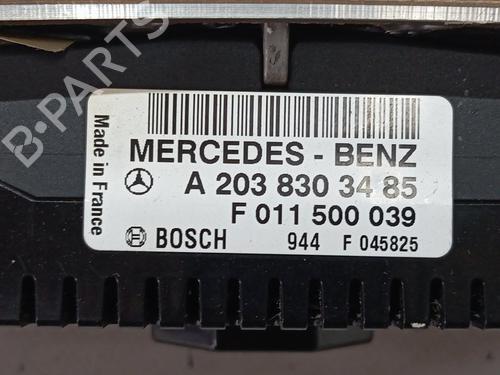 MERCEDES - BENZ
A 203 830 34 85
F 011 500 039
BOSCH 944 F 045825
Made in France
B-PARTS